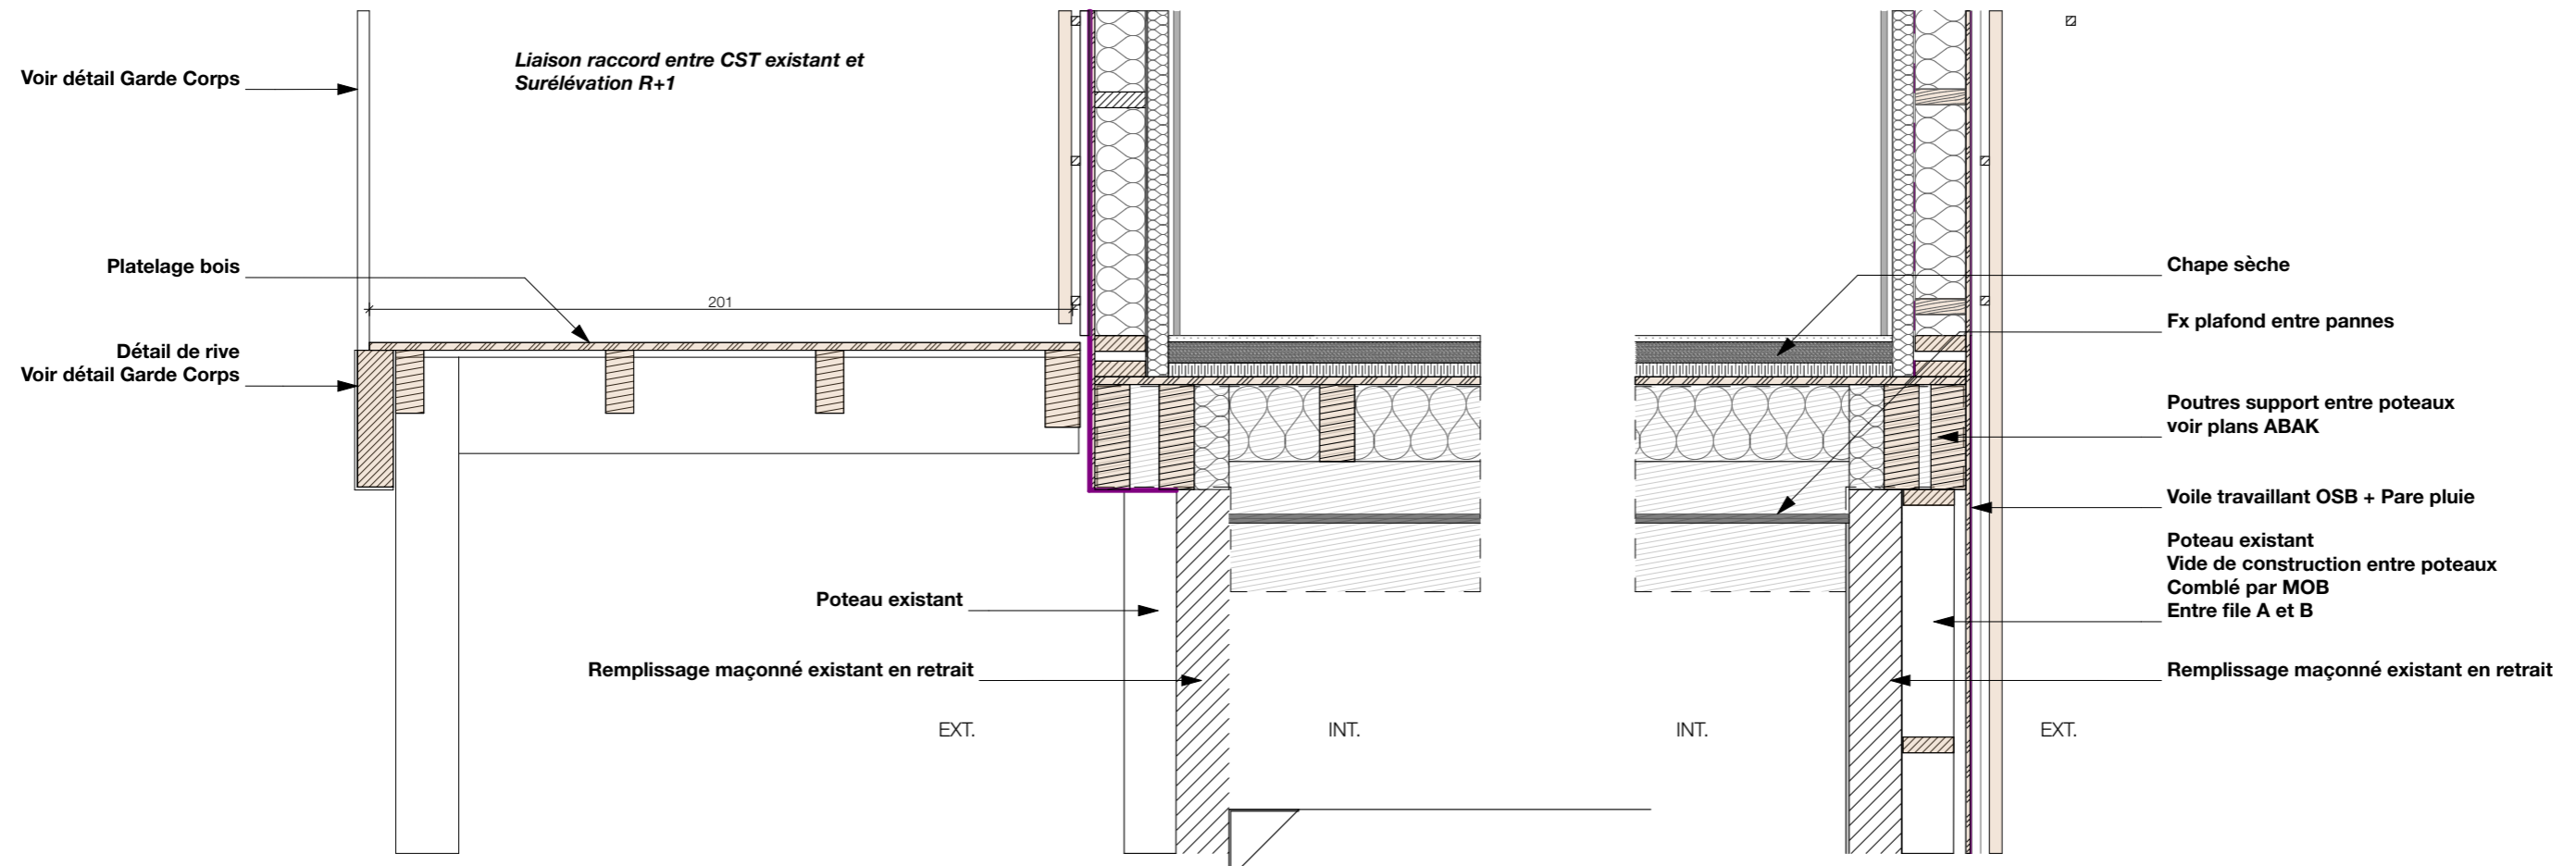 Liaison raccord entre CST existant et
Surélévation R+1
Voir détail Garde Corps
Platelage bois
201
Détail de rive
Voir détail Garde Corps
Poteau existant
Remplissage maçonné existant en retrait
EXT.
INT.
INT.
EXT.
Chape sèche
Fx plafond entre pannes
Poutres support entre poteaux
voir plans ABAK
Voile travaillant OSB + Pare pluie
Poteau existant
Vide de construction entre poteaux
Comblé par MOB
Entre file A et B
Remplissage maçonné existant en retrait